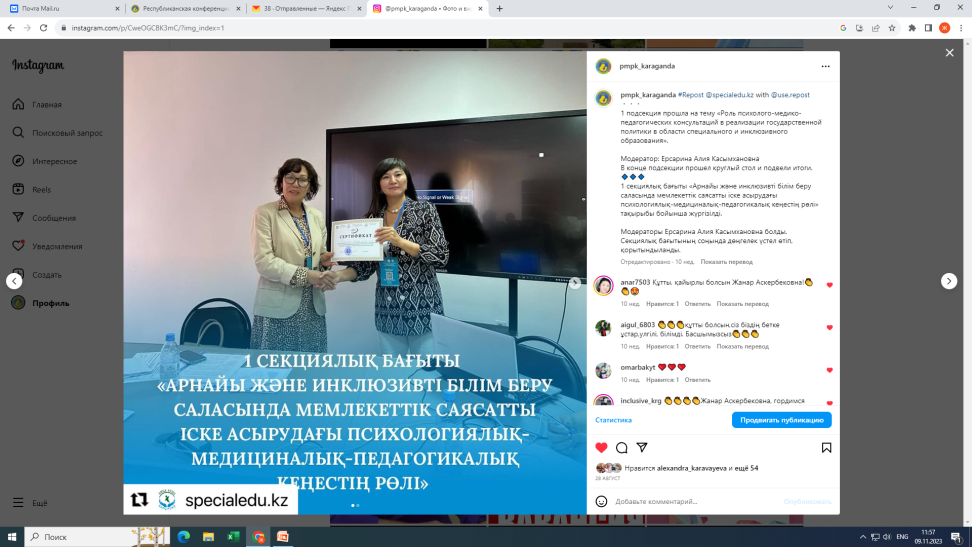 Почта Mail.ru
Республиканская конференция
38 - Отправленные — Яндекс
@pmpk_karaganda • Фото и ви
instagram.com/p/CweOGCBK3mC/?img_index=1
Instagram
Главная
Поисковый запрос
Интересное
Reels
Сообщения
Уведомления
Создать
Профиль
Ещё
o Signal or Weak Signal
СЕРТИФИКАТ
1 СЕКЦИЯЛЫҚ БАҒЫТЫ
«АРНАЙЫ ЖӘНЕ ИНКЛЮЗИВТІ БІЛІМ БЕРУ
САЛАСЫНДА МЕМЛЕКЕТТІК САЯСАТТЫ
ІСКЕ АСЫРУДАҒЫ ПСИХОЛОГИЯЛЫҚ-
МЕДИЦИНАЛЫҚ-ПЕДАГОГИКАЛЫҚ
КЕҢЕСТІҢ РӨЛІ»
specialedu.kz
pmpk_karaganda
pmpk_karaganda #Repost @specialedu.kz with @use.repost
・・・
1 подсекция прошла на тему «Роль психолого-медико-
педагогических консультаций в реализации государственной
политики в области специального и инклюзивного
образования».
Модератор: Ерсарина Алия Касымхановна
В конце подсекции прошел круглый стол и подвели итоги.
🔷🔷🔷
1 секциялық бағыты «Арнайы және инклюзивті білім беру
саласында мемлекеттік саясатты іске асырудағы
психологиялық-медициналық-педагогикалық кеңестің рөлі»
тақырыбы бойынша жүргізілді.
Модераторы Ерсарина Алия Касымхановна болды.
Секциялық бағытының соңында дөңгелек үстел өтіп,
қорытындыланды.
Отредактировано · 10 нед. Показать перевод
anar7503 Құтты. қайырлы болсын Жанар Аскербековна!👏
👏😍
10 нед. Нравится: 1 Ответить Показать перевод
aigul_6803 👏👏👏құтты болсын,сіз біздің бетке
ұстар,үлгілі. білімді. Басшымызсыз👏👏👏
10 нед. Нравится: 1 Ответить Показать перевод
omarbakyt ❤❤❤
10 нед. Нравится: 1 Ответить
inclusive_krg 👏👏👏👏Жанар Аскербековна, гордимся
Статистика
Продвигать публикацию
Нравится alexandra_karavayeva и ещё 54
28 АВГУСТ
Добавьте комментарий...
Опубликовать
Поиск
ENG
11:57
09.11.2023